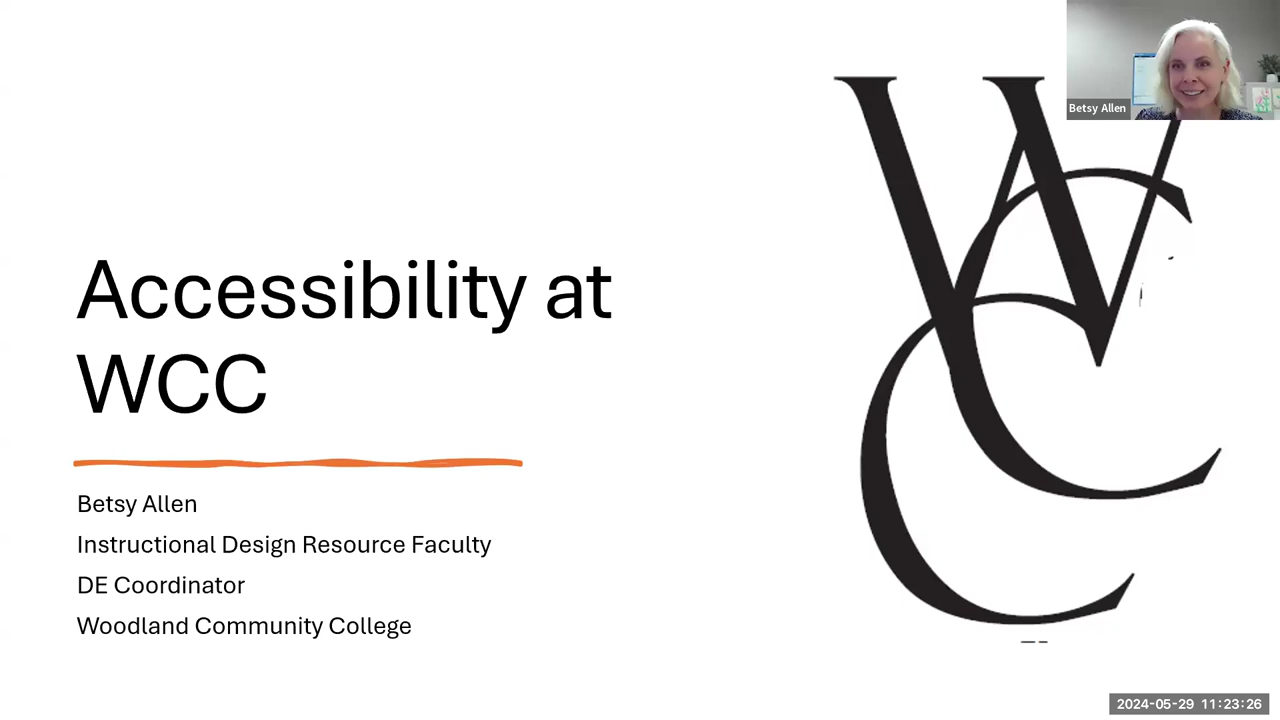 Betsy Allen
Accessibility at
WCC
Betsy Allen
Instructional Design Resource Faculty
DE Coordinator
Woodland Community College
WCC
2024-05-29 11:23:26